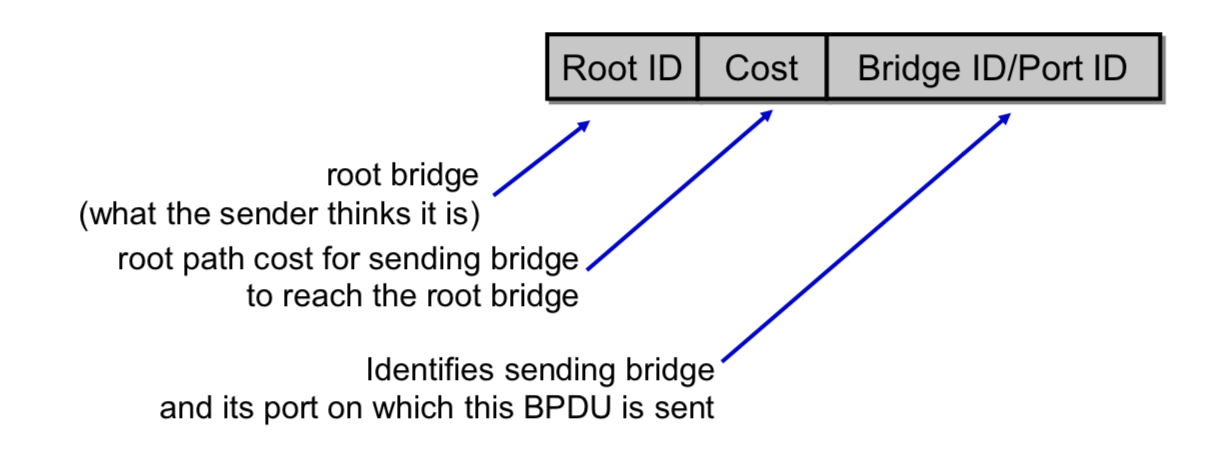 Root ID Cost Bridge ID/Port ID
root bridge
(what the sender thinks it is)
root path cost for sending bridge
to reach the root bridge
Identifies sending bridge
and its port on which this BPDU is sent